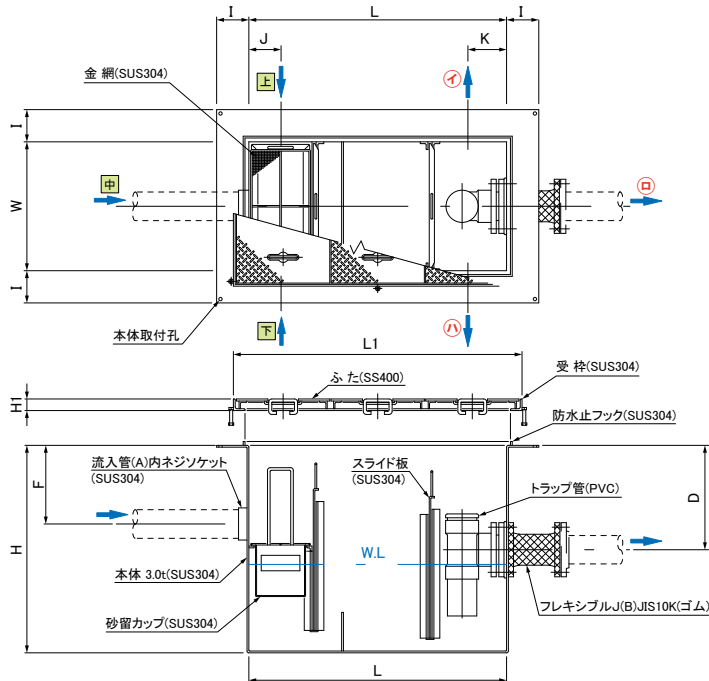 I
L
I
J
K
金 網(SUS304)
上
イ
I
W
I
中
ロ
本体取付孔
下
ハ
L1
H1
ふ た(SS400)
受 枠(SUS304)
防水止フック(SUS304)
流入管(A)内ネジソケット
(SUS304)
スライド板
(SUS304)
トラップ管(PVC)
F
H
D
W.L
本体 3.0t(SUS304)
砂留カップ(SUS304)
フレキシブルJ(B)JIS10K(ゴム)
L